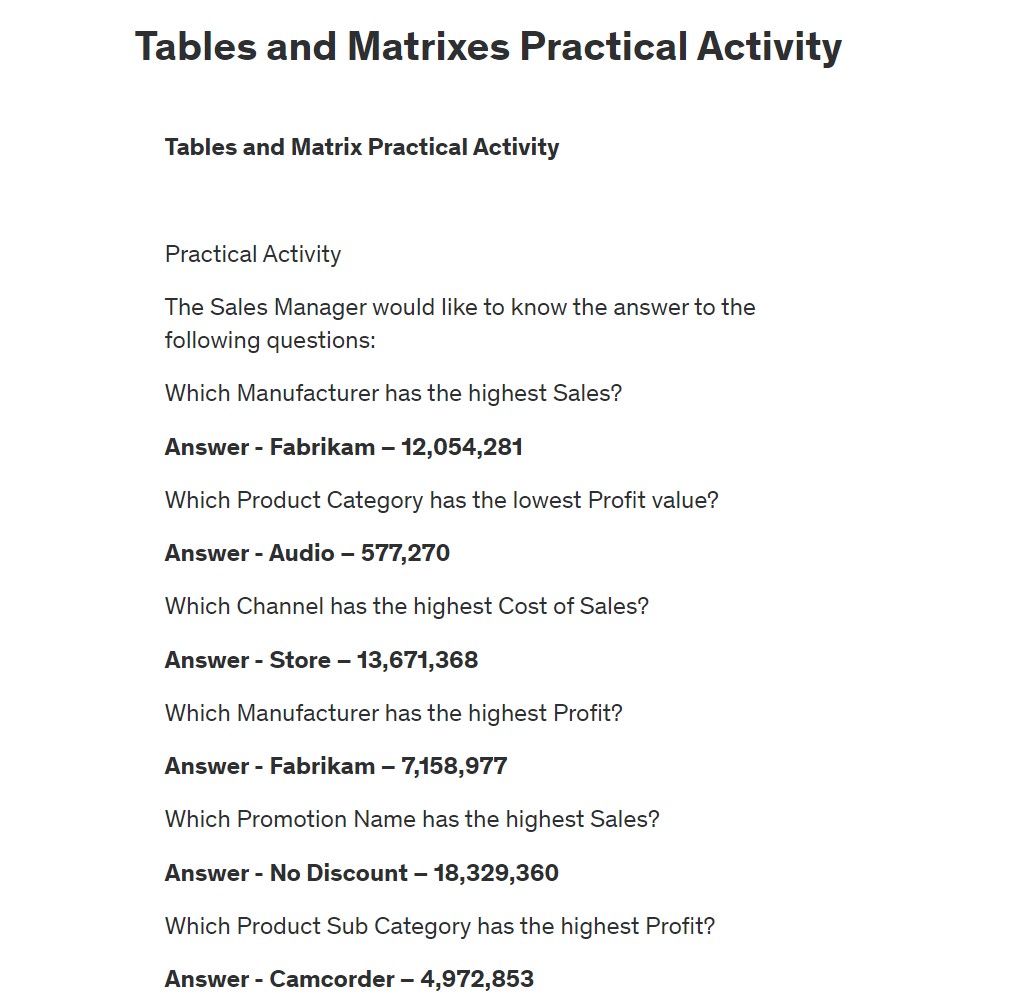 Tables and Matrixes Practical Activity
Tables and Matrix Practical Activity
Practical Activity
The Sales Manager would like to know the answer to the
following questions:
Which Manufacturer has the highest Sales?
Answer - Fabrikam – 12,054,281
Which Product Category has the lowest Profit value?
Answer - Audio – 577,270
Which Channel has the highest Cost of Sales?
Answer - Store – 13,671,368
Which Manufacturer has the highest Profit?
Answer - Fabrikam – 7,158,977
Which Promotion Name has the highest Sales?
Answer - No Discount – 18,329,360
Which Product Sub Category has the highest Profit?
Answer - Camcorder – 4,972,853